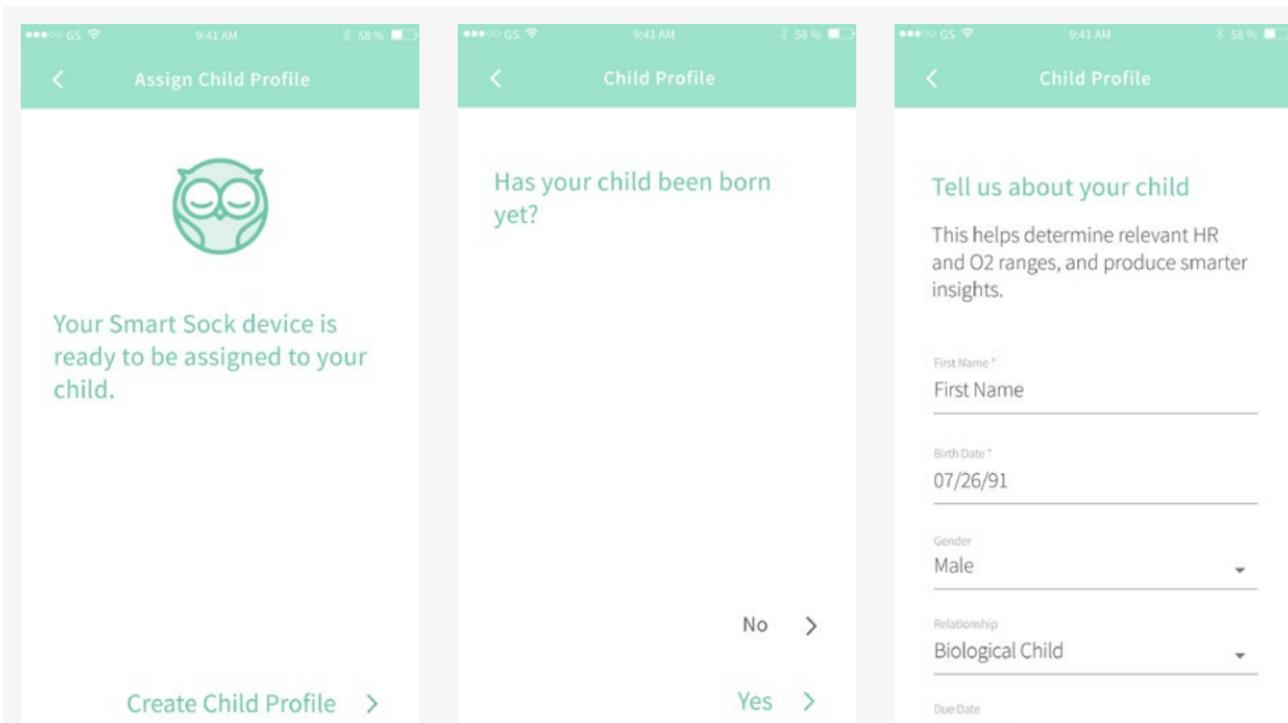 GS
9:41 AM
58 %
Assign Child Profile
Your Smart Sock device is
ready to be assigned to your
child.
Create Child Profile
GS
9:41 AM
58 %
Child Profile
Has your child been born
yet?
No
Yes
GS
9:41 AM
58 %
Child Profile
Tell us about your child
This helps determine relevant HR
and O2 ranges, and produce smarter
insights.
First Name *
First Name
Birth Date *
07/26/91
Gender
Male
Relationship
Biological Child
Due Date